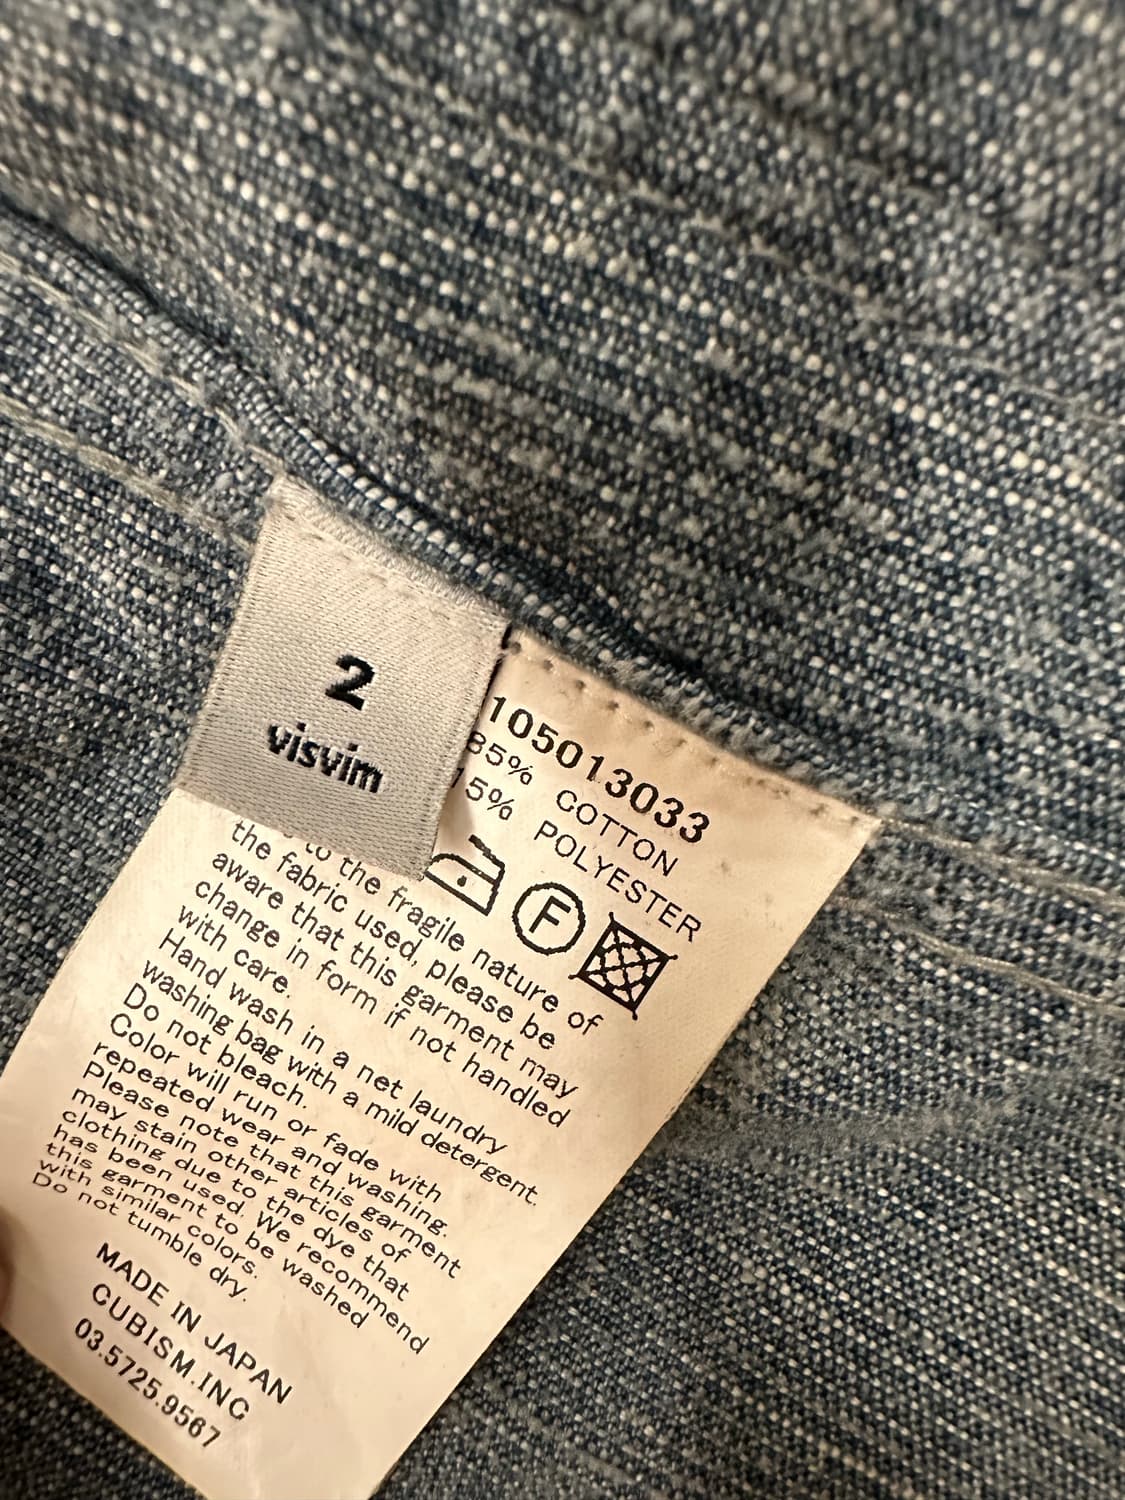 2
visvim
105013033
85% COTTON
15% POLYESTER
F
to the fragile nature of
the fabric used, please be
aware that this garment may
change in form if not handled
with care.
Hand wash in a net laundry
washing bag with a mild detergent.
Do not bleach.
Color will run or fade with
repeated wear and washing.
Please note that this garment
may stain other articles of
clothing due to the dye that
has been used. We recommend
this garment to be washed
with similar colors.
Do not tumble dry.
MADE IN JAPAN
CUBISM.INC
03.5725.9567